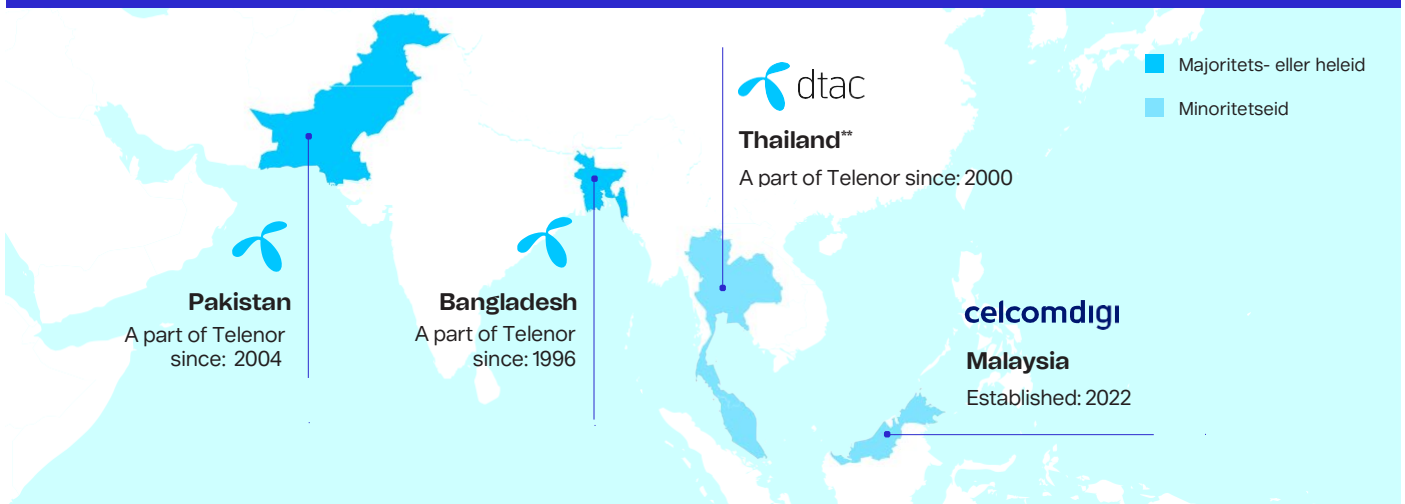 Majoritets- eller heleid
Minoritetseid
dtac
Thailand**
A part of Telenor since: 2000
Pakistan
A part of Telenor
since: 2004
Bangladesh
A part of Telenor
since: 1996
celcomdigi
Malaysia
Established: 2022